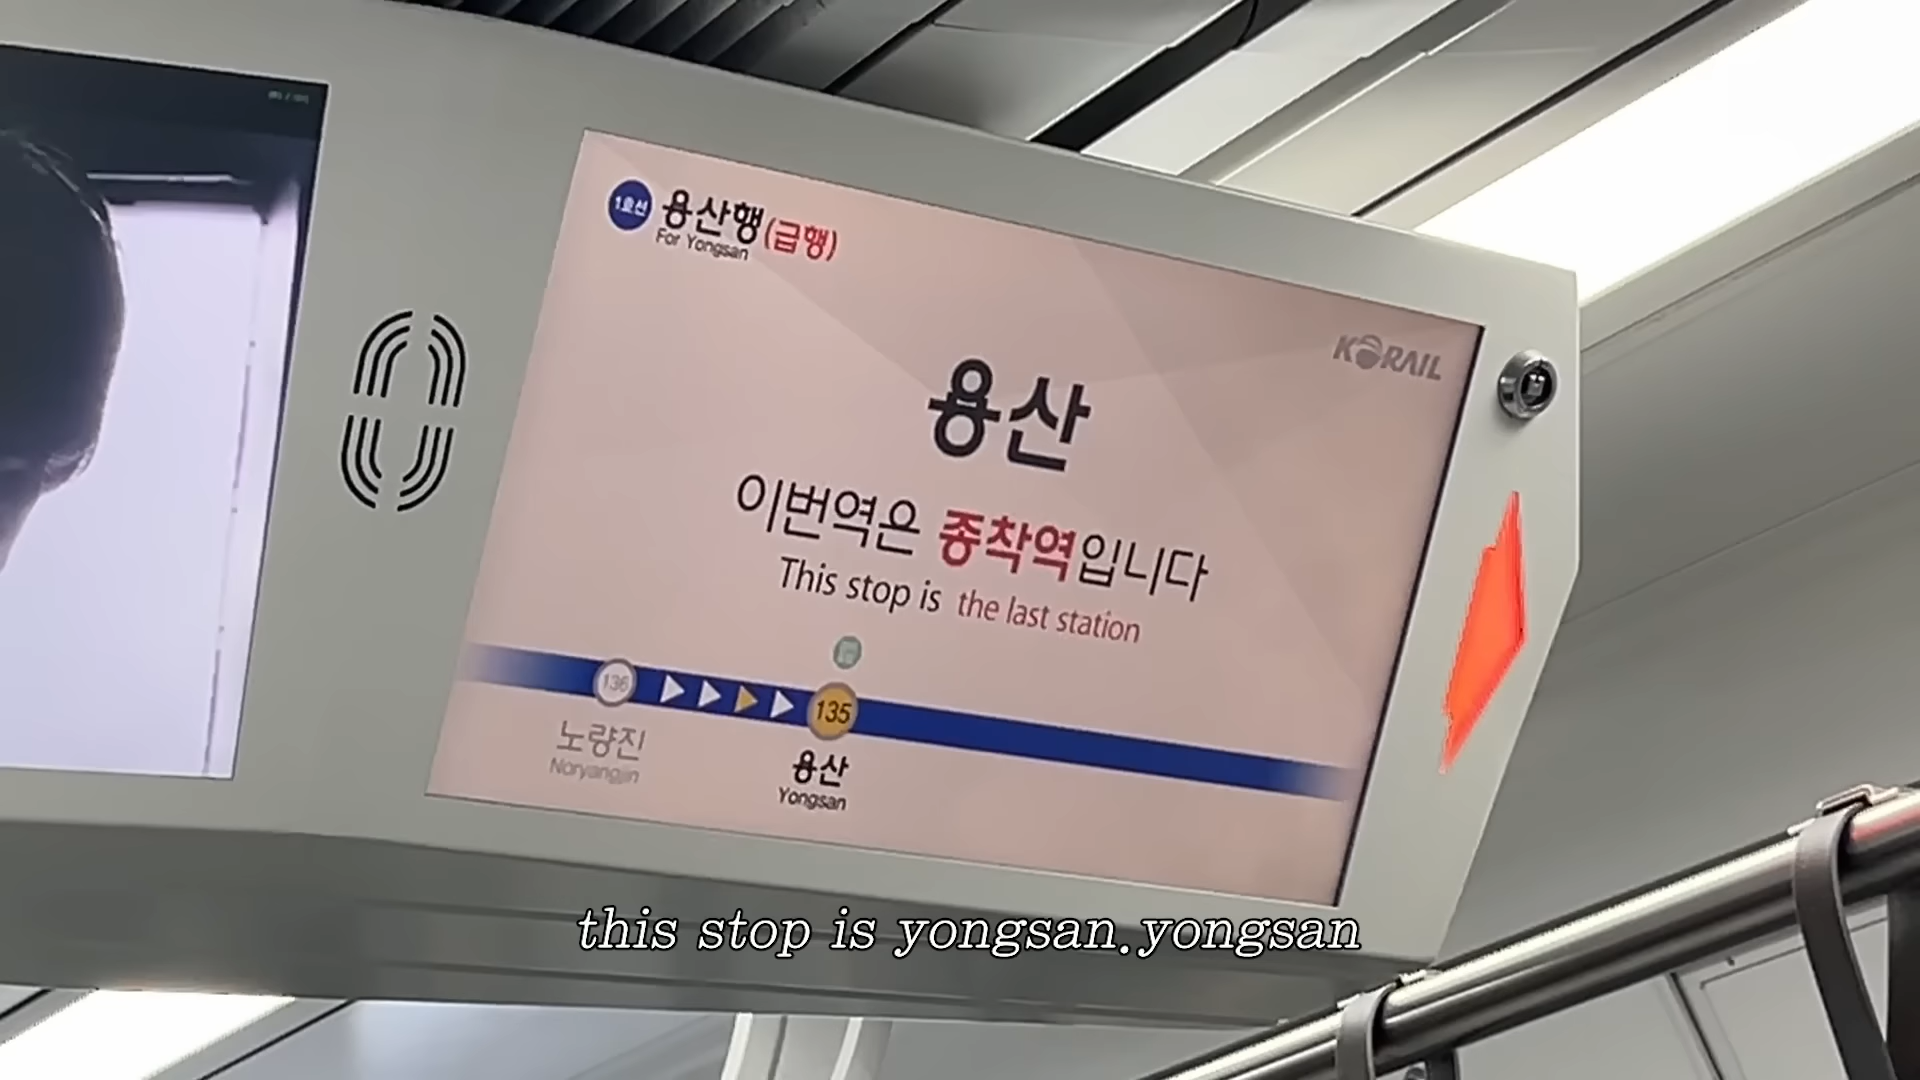 1호선 용산행(급행)
For Yongsan
KORAIL
용산
이번역은 종착역입니다
This stop is the last station
136
135
노량진
용산
Noryangjin
Yongsan
this stop is yongsan.yongsan